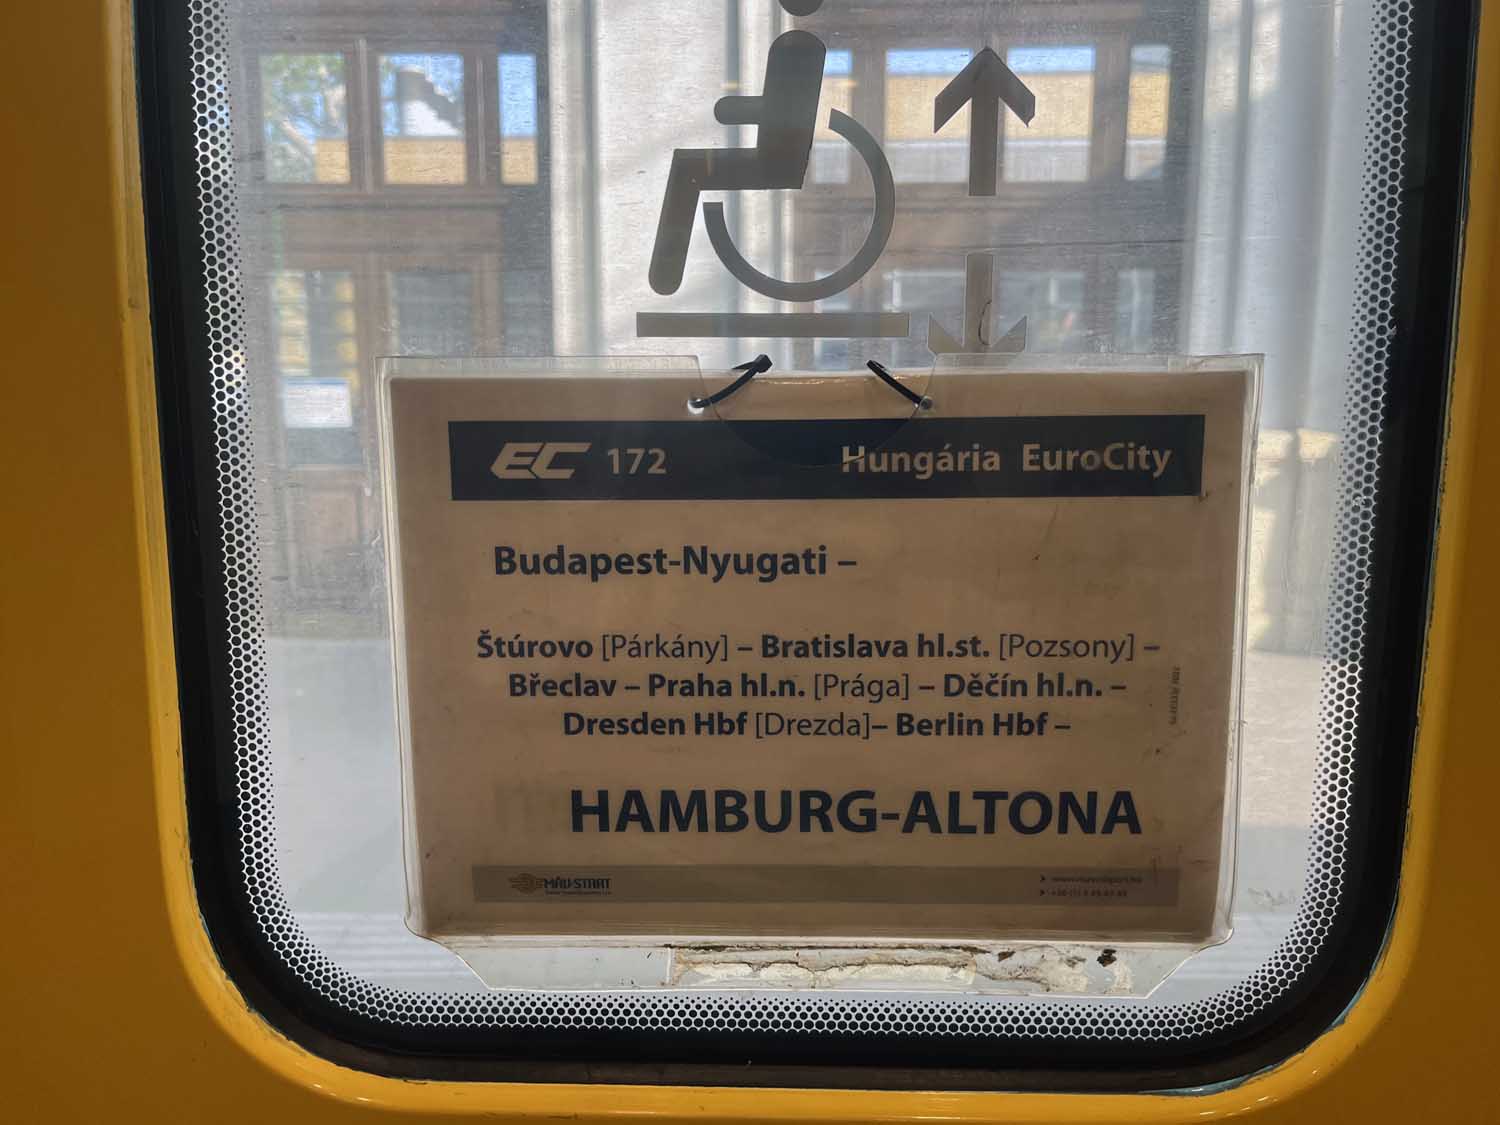 EC 172 Hungária EuroCity
Budapest-Nyugati –
Štúrovo [Párkány] – Bratislava hl.st. [Pozsony] –
Břeclav – Praha hl.n. [Prága] – Děčín hl.n. –
Dresden Hbf [Drezda]– Berlin Hbf –
HAMBURG-ALTONA
MÁV-START